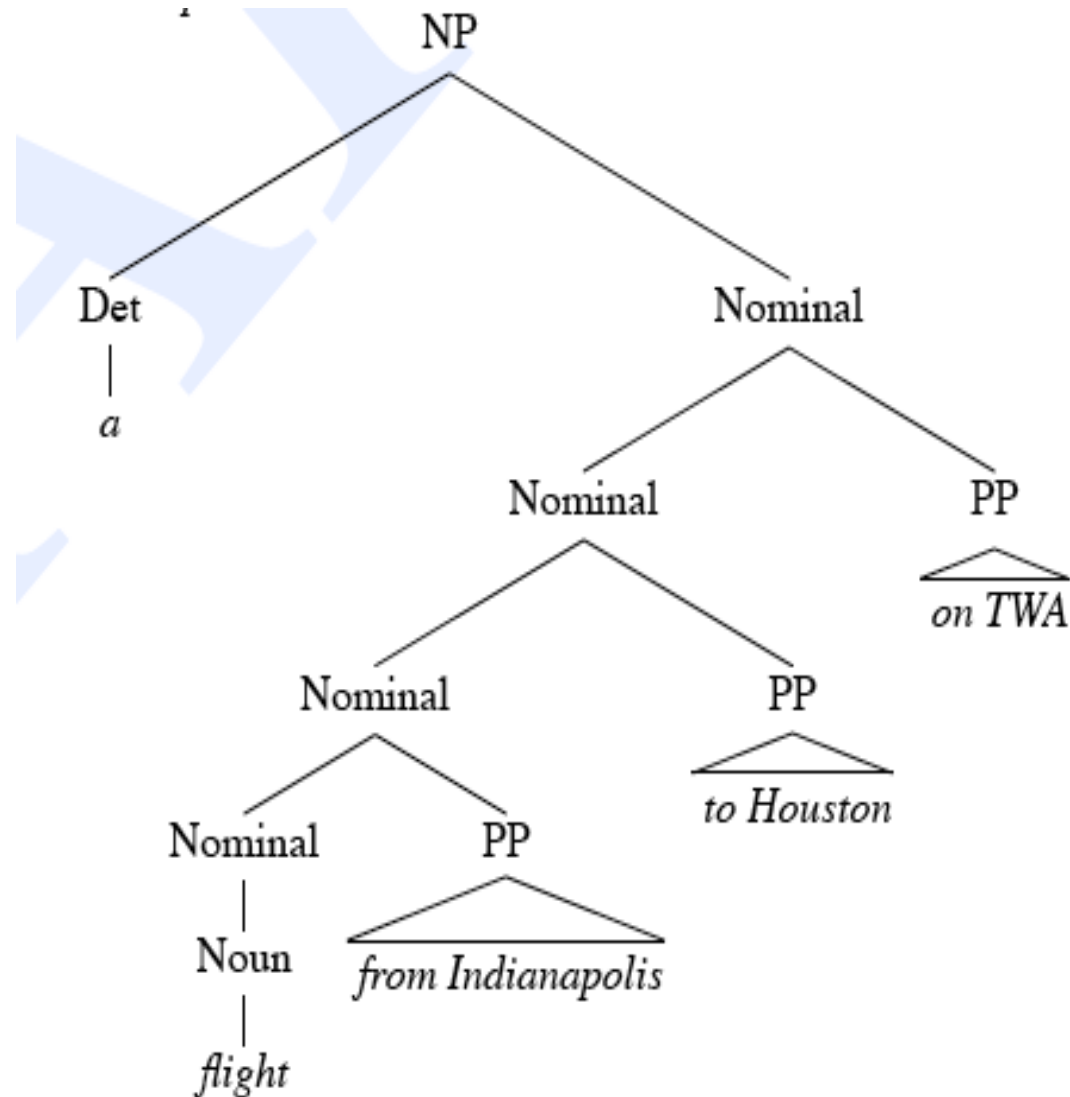 NP
Det Nominal
a
Nominal PP
on TWA
Nominal PP
to Houston
Nominal PP
Noun
from Indianapolis
flight